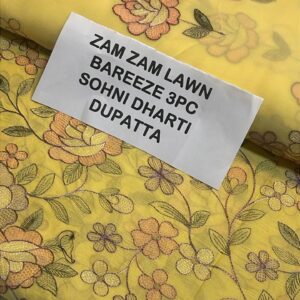 ZAM ZAM LAWN
BAREEZE 3PC
SOHNI DHARTI
DUPATTA